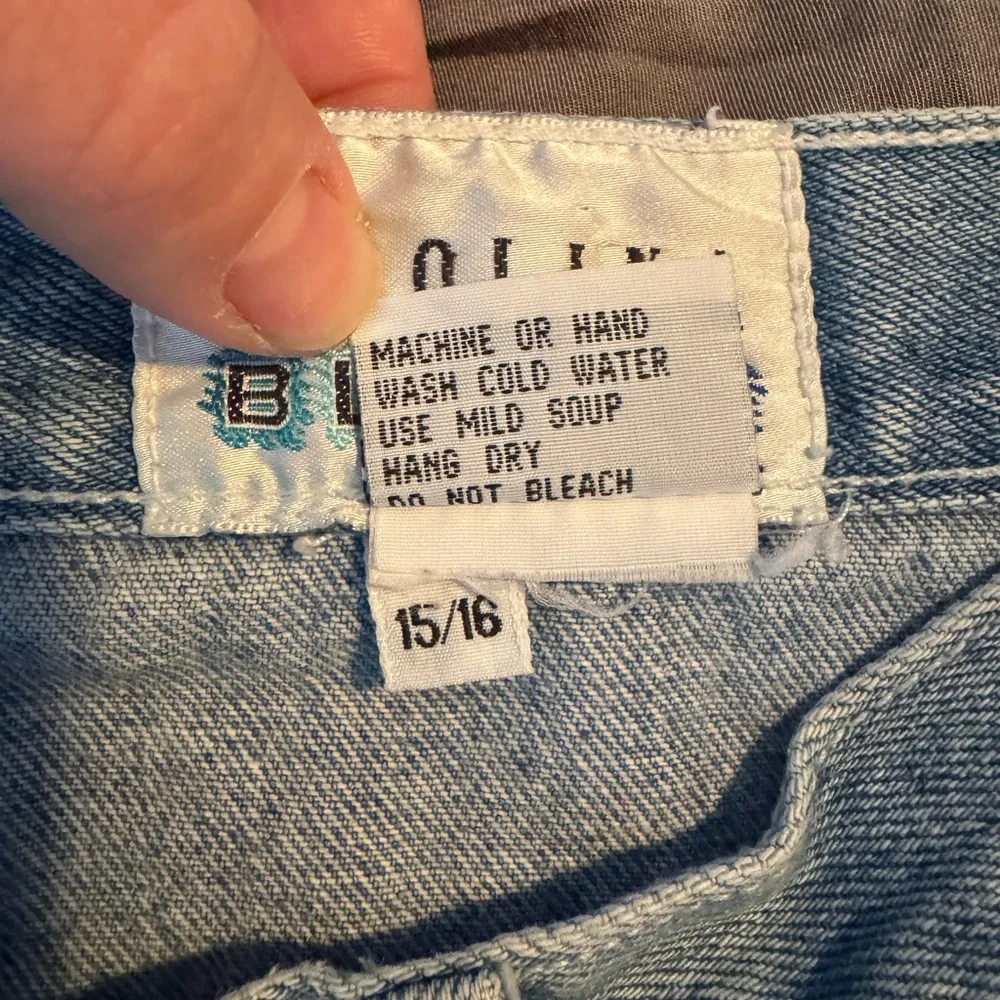 B
MACHINE OR HAND
WASH COLD WATER
USE MILD SOUP
HANG DRY
DO NOT BLEACH
15/16